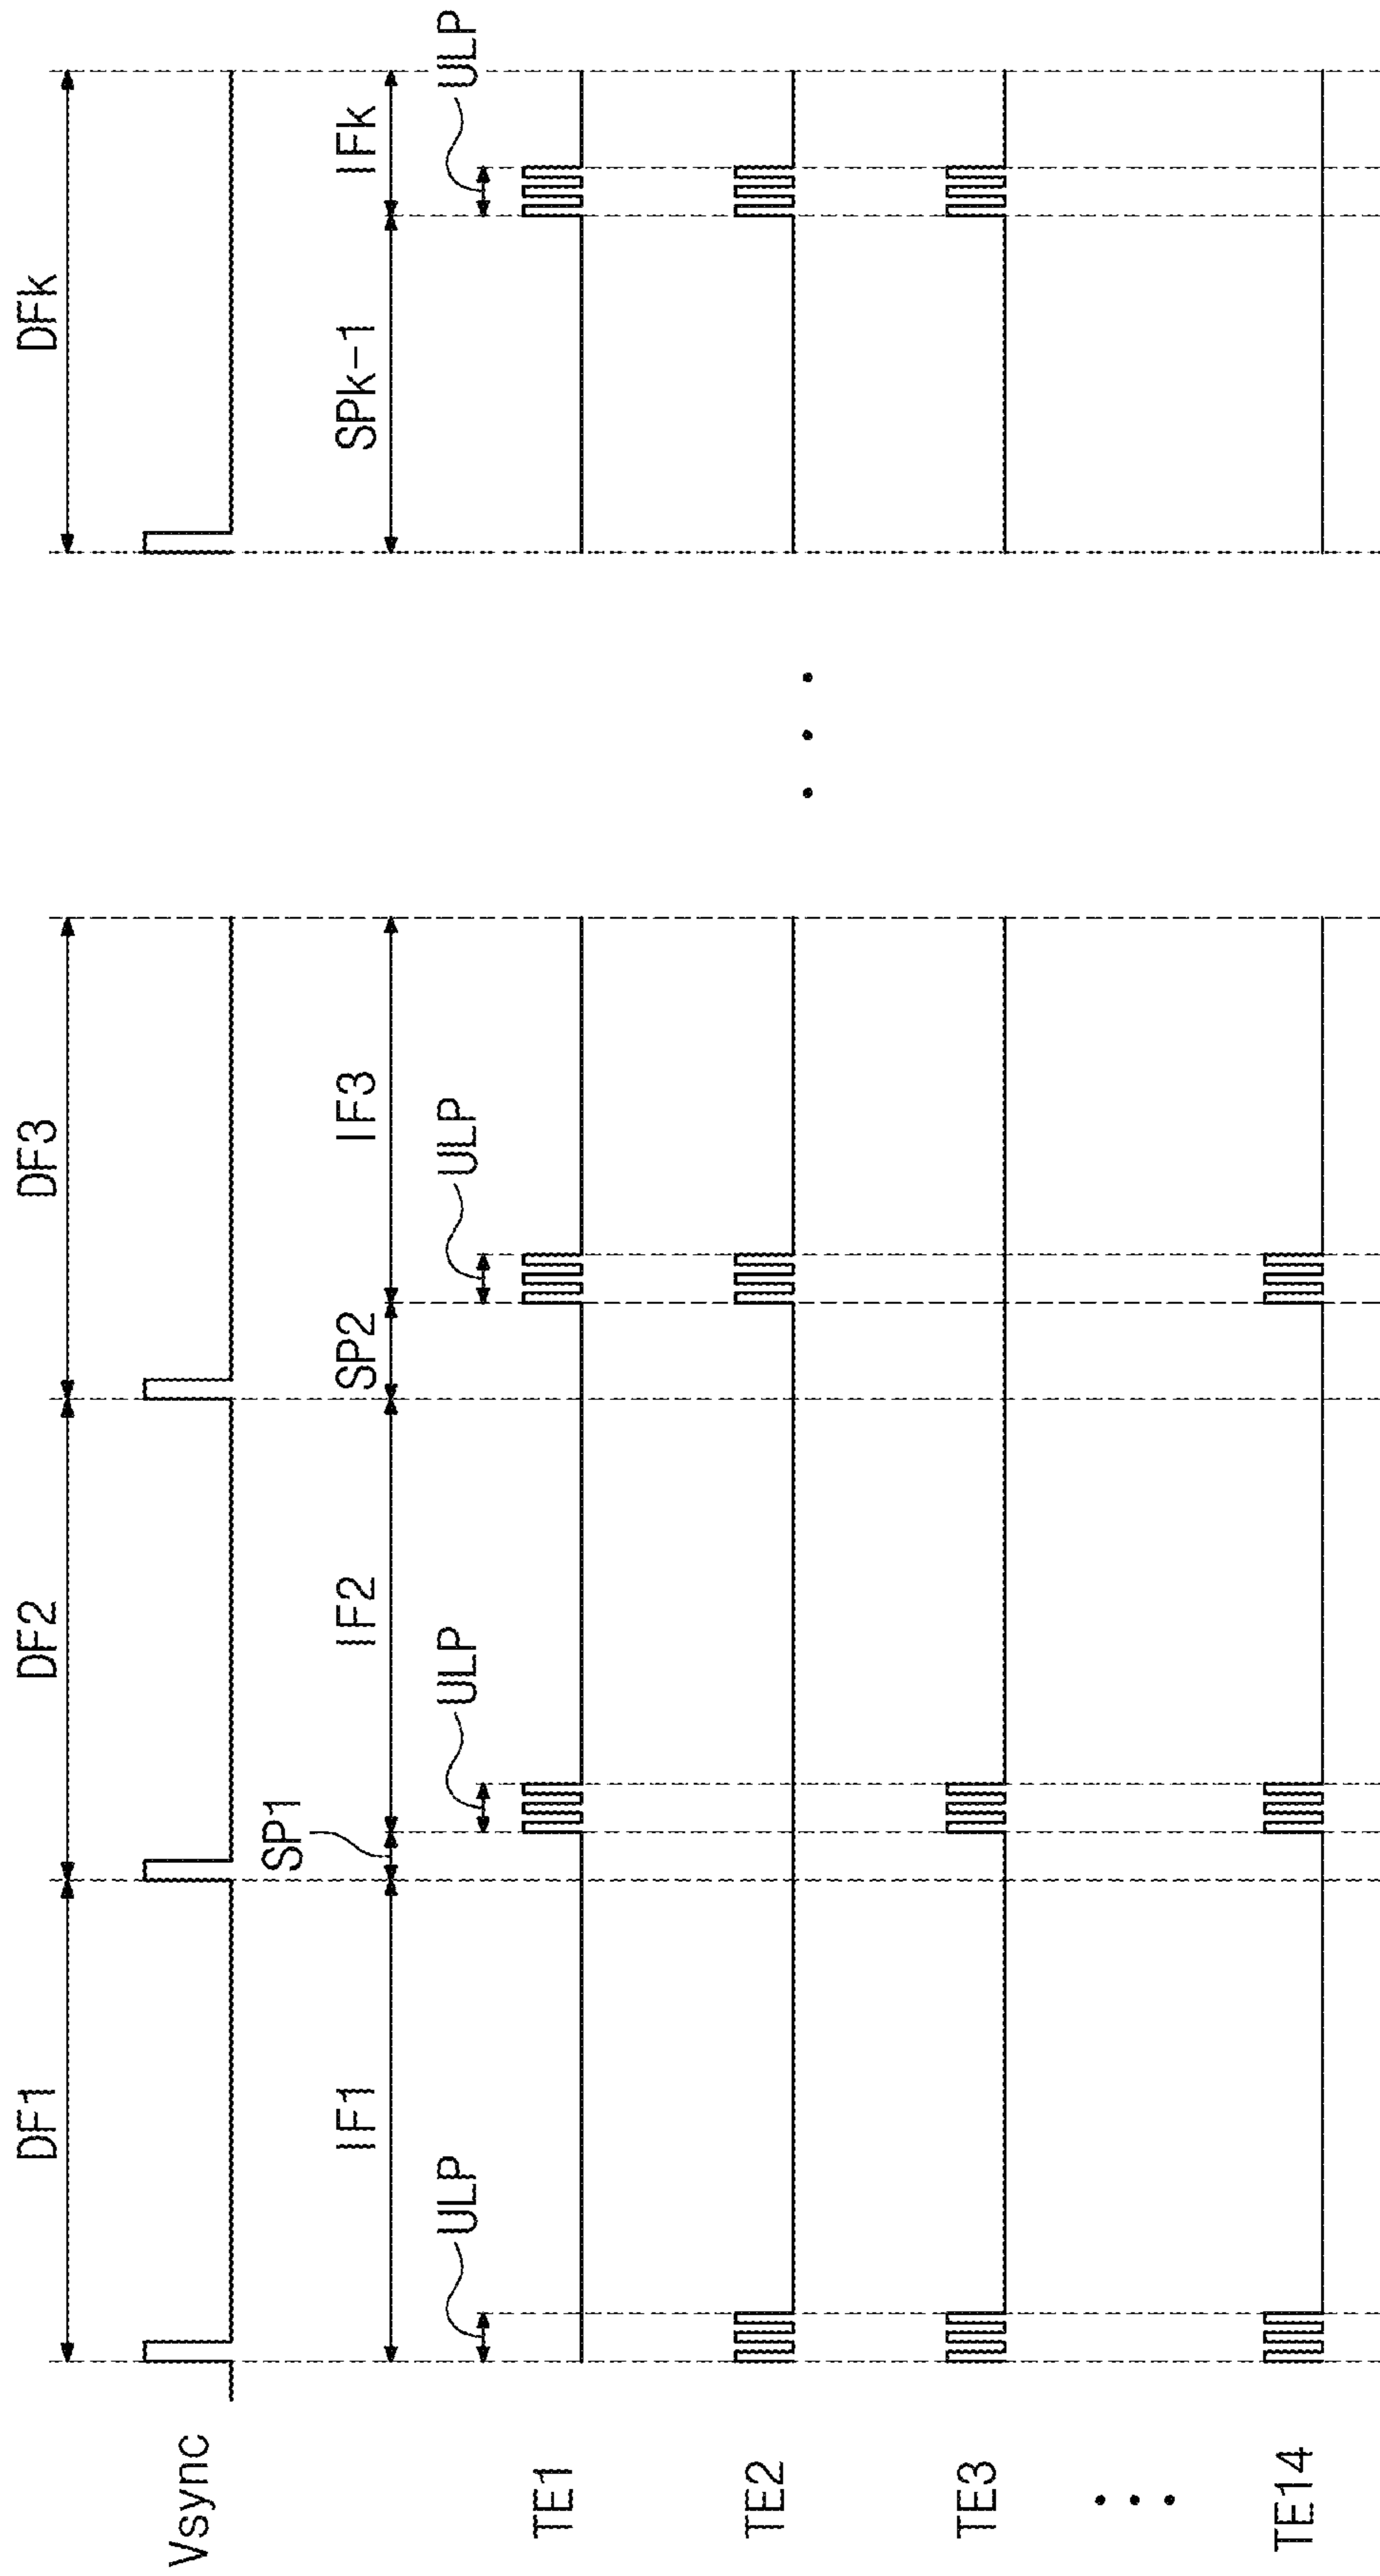 DF1 DF2 DF3 DFk
Vsync
SP1
IF1 IF2 SP2 IF3 SPk-1 IFk
ULP ULP ULP ULP
TE1
TE2
TE3
TE14